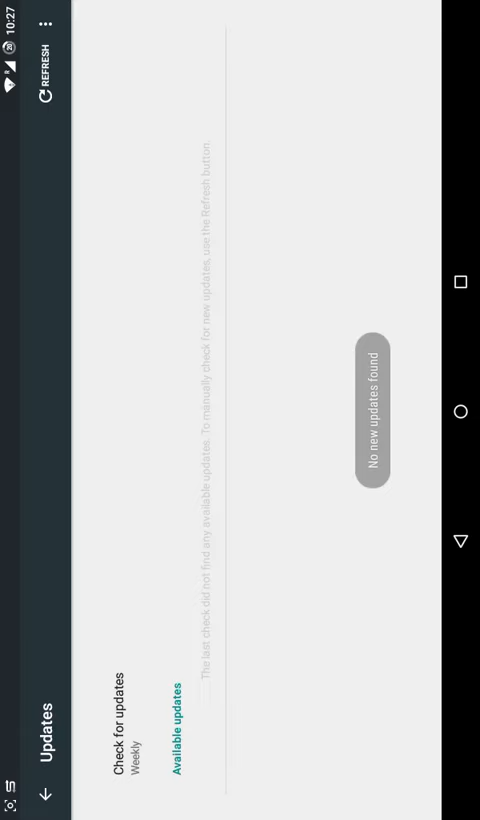 10:27
Updates
REFRESH
Check for updates
Weekly
Available updates
The last check did not find any available updates. To manually check for new updates, use the Refresh button.
No new updates found